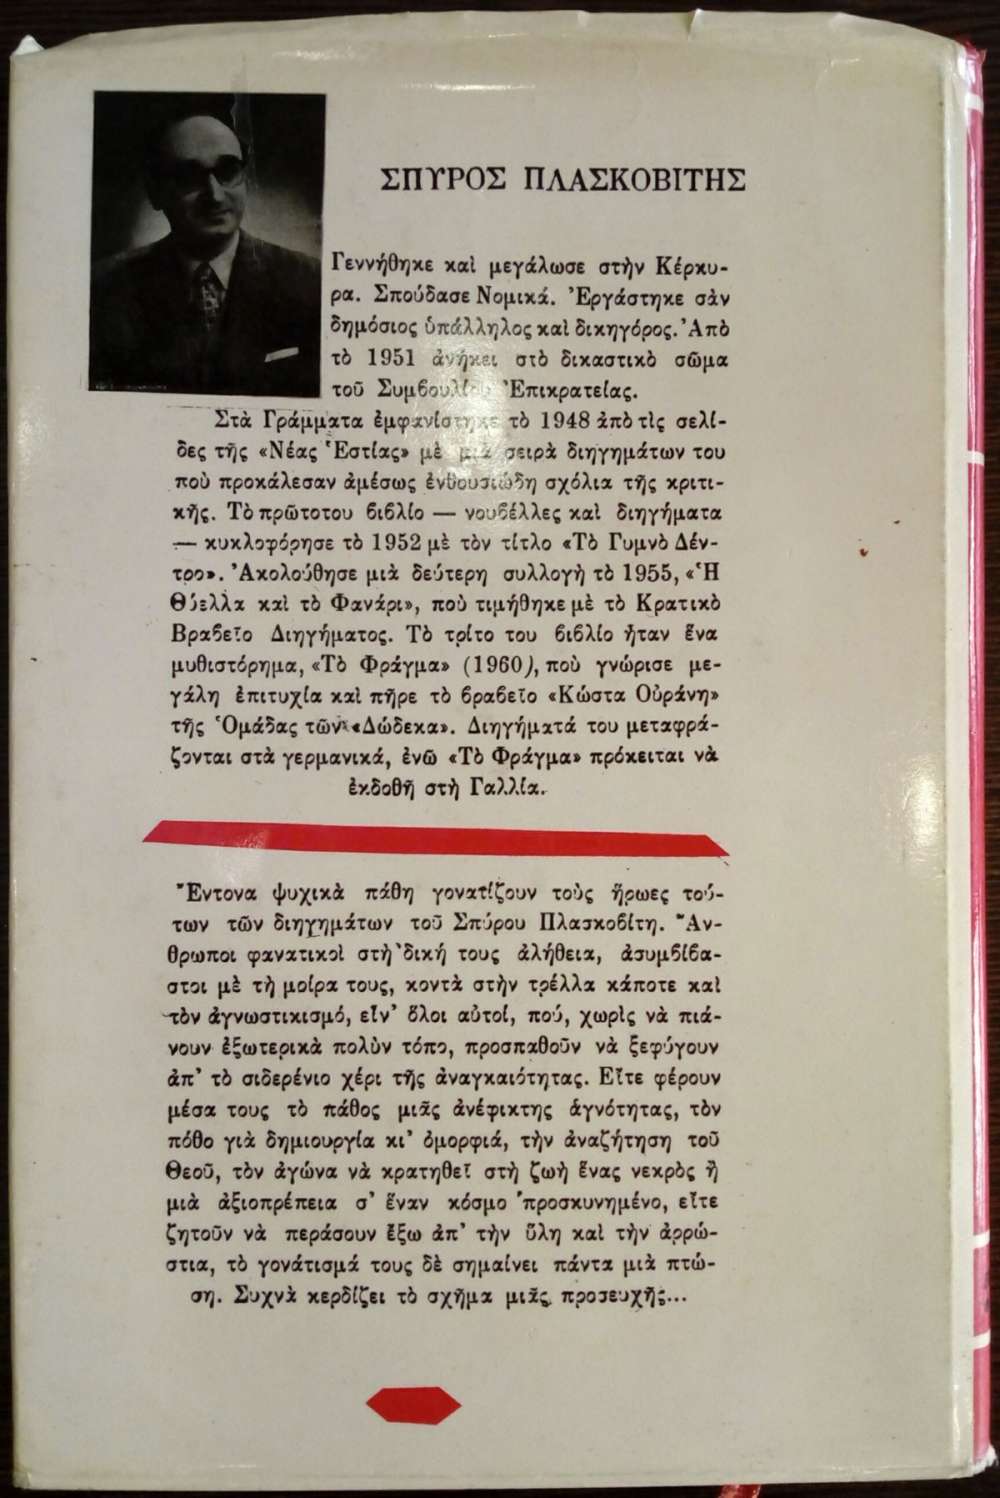 ΣΠΥΡΟΣ ΠΛΑΣΚΟΒΙΤΗΣ
Γεννήθηκε καὶ μεγάλωσε στὴν Κέρκυ-
ρα. Σπούδασε Νομικά. Ἐργάστηκε σὰν
δημόσιος ὑπάλληλος καὶ δικηγόρος. Ἀπὸ
τὸ 1951 ἀνήκει στὸ δικαστικὸ σῶμα
τοῦ Συμβουλίου Ἐπικρατείας.
Στὰ Γράμματα ἐμφανίστηκε τὸ 1948 ἀπὸ τὶς σελί-
δες τῆς «Νέας Ἑστίας» μὲ μιὰ σειρὰ διηγημάτων του
ποὺ προκάλεσαν ἀμέσως ἐνθουσιώδη σχόλια τῆς κριτι-
κῆς. Τὸ πρῶτο του βιβλίο — νουβέλλες καὶ διηγήματα
— κυκλοφόρησε τὸ 1952 μὲ τὸν τίτλο «Τὸ Γυμνὸ Δέν-
τρο». Ἀκολούθησε μιὰ δεύτερη συλλογὴ τὸ 1955, «Ἡ
Θύελλα καὶ τὸ Φανάρι», ποὺ τιμήθηκε μὲ τὸ Κρατικὸ
Βραβεῖο Διηγήματος. Τὸ τρίτο του βιβλίο ἦταν ἕνα
μυθιστόρημα, «Τὸ Φράγμα» (1960), ποὺ γνώρισε με-
γάλη ἐπιτυχία καὶ πῆρε τὸ βραβεῖο «Κώστα Οὐράνη»
τῆς Ὁμάδας τῶν «Δώδεκα». Διηγήματά του μεταφρά-
ζονται στὰ γερμανικά, ἐνῶ «Τὸ Φράγμα» πρόκειται νὰ
ἐκδοθῆ στὴ Γαλλία.
Ἔντονα ψυχικὰ πάθη γονατίζουν τοὺς ἥρωες τού-
των τῶν διηγημάτων τοῦ Σπύρου Πλασκοβίτη. Ἄν-
θρωποι φανατικοὶ στὴ δική τους ἀλήθεια, ἀσυμβίβα-
στοι μὲ τὴ μοίρα τους, κοντὰ στὴν τρέλλα κάποτε καὶ
τὸν ἀγνωστικισμό, εἶν' ὅλοι αὐτοί, πού, χωρὶς νὰ πιά-
νουν ἐξωτερικὰ πολὺν τόπο, προσπαθοῦν νὰ ξεφύγουν
ἀπ' τὸ σιδερένιο χέρι τῆς ἀναγκαιότητας. Εἴτε φέρουν
μέσα τους τὸ πάθος μιᾶς ἀνέφικτης ἁγνότητας, τὸν
πόθο γιὰ δημιουργία κι' ὀμορφιά, τὴν ἀναζήτηση τοῦ
Θεοῦ, τὸν ἀγώνα νὰ κρατηθεῖ στὴ ζωὴ ἕνας νεκρὸς ἢ
μιὰ ἀξιοπρέπεια σ' ἕναν κόσμο προσκυνημένο, εἴτε
ζητοῦν νὰ περάσουν ἔξω ἀπ' τὴν ὕλη καὶ τὴν ἀρρώ-
στια, τὸ γονάτισμά τους δὲ σημαίνει πάντα μιὰ πτώ-
ση. Συχνὰ κερδίζει τὸ σχῆμα μιᾶς προσευχῆς...